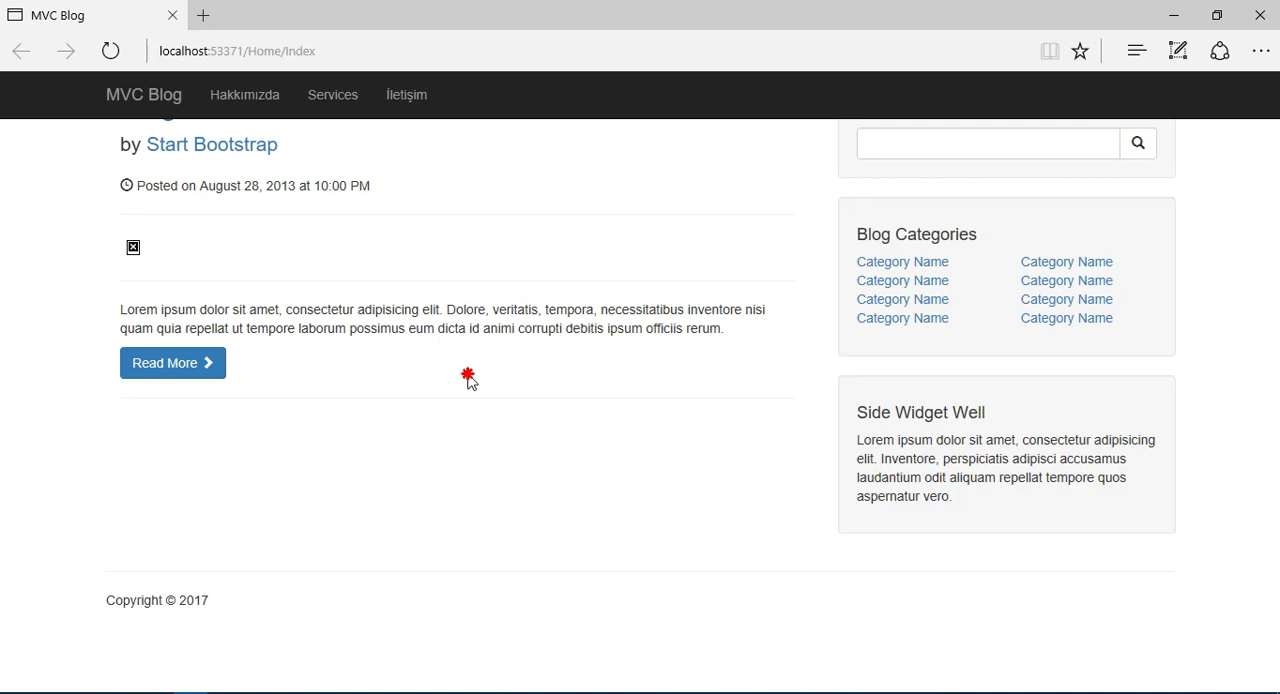 MVC Blog
localhost:53371/Home/Index
MVC Blog Hakkımızda Services İletişim
by Start Bootstrap
Posted on August 28, 2013 at 10:00 PM
Lorem ipsum dolor sit amet, consectetur adipisicing elit. Dolore, veritatis, tempora, necessitatibus inventore nisi
quam quia repellat ut tempore laborum possimus eum dicta id animi corrupti debitis ipsum officiis rerum.
Read More
Blog Categories
Category Name Category Name
Category Name Category Name
Category Name Category Name
Category Name Category Name
Side Widget Well
Lorem ipsum dolor sit amet, consectetur adipisicing
elit. Inventore, perspiciatis adipisci accusamus
laudantium odit aliquam repellat tempore quos
aspernatur vero.
Copyright © 2017